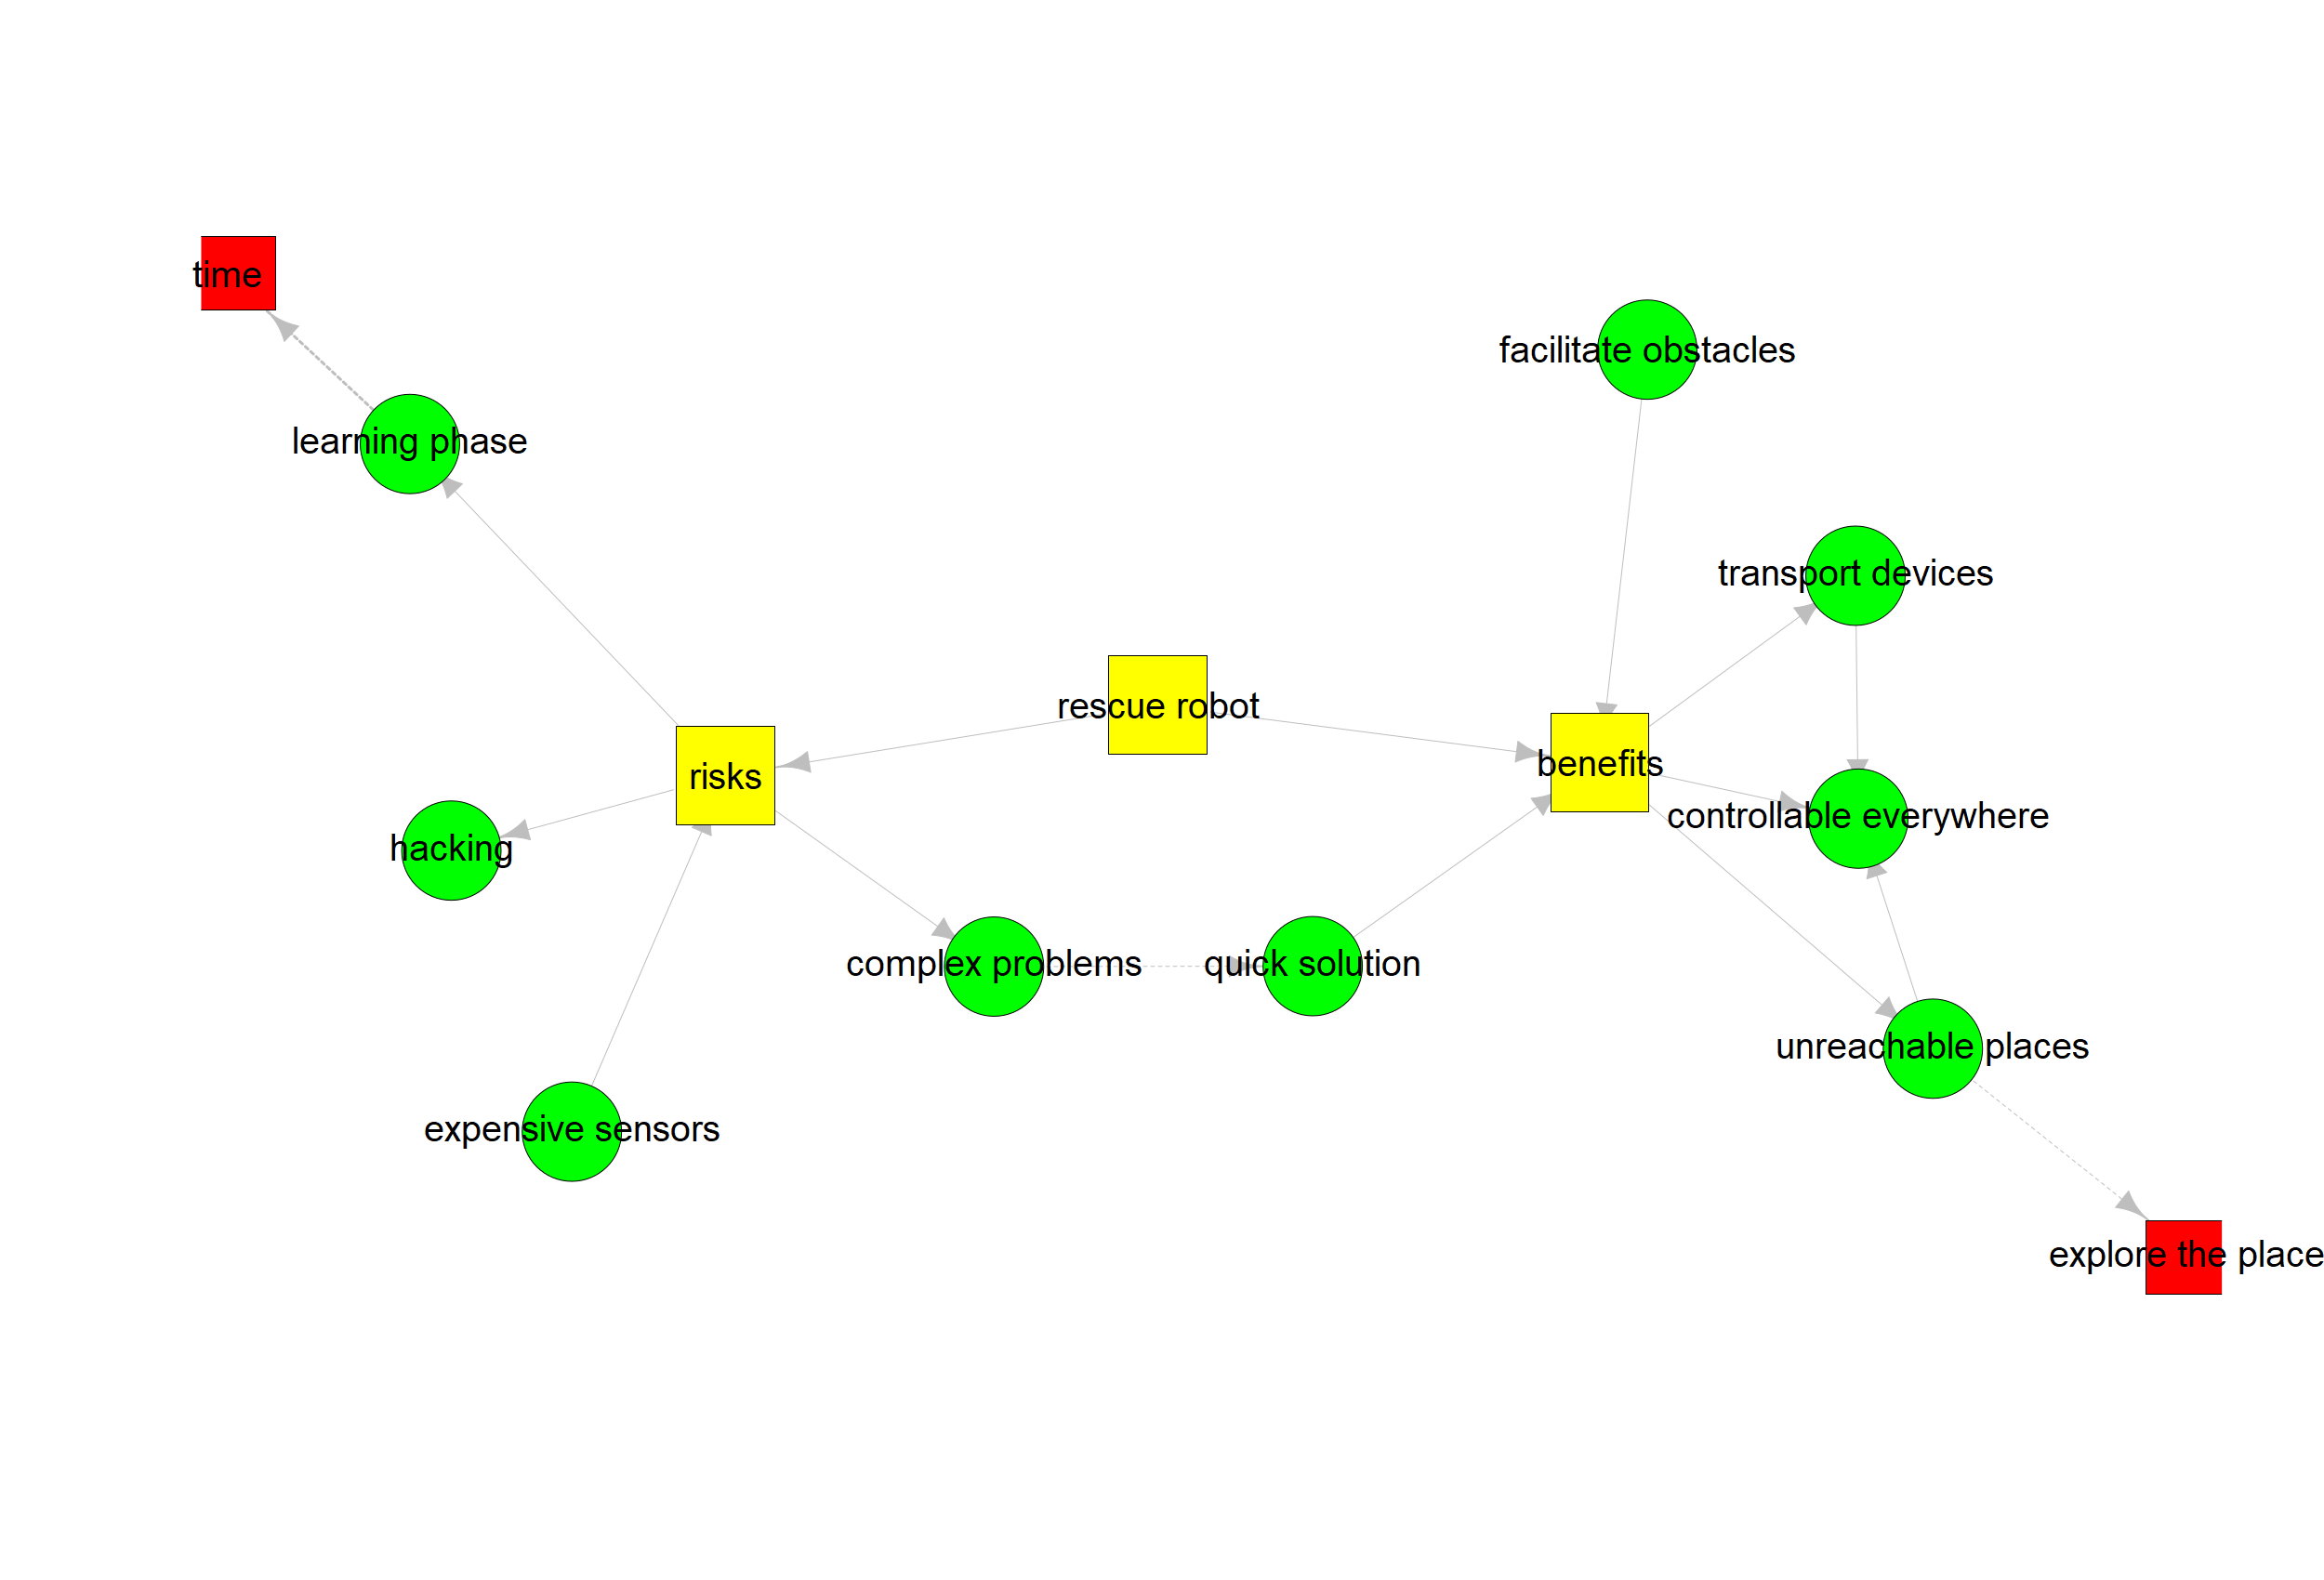 time
facilitate obstacles
learning phase
transport devices
rescue robot
benefits
risks
controllable everywhere
hacking
complex problems
quick solution
unreachable places
expensive sensors
explore the place